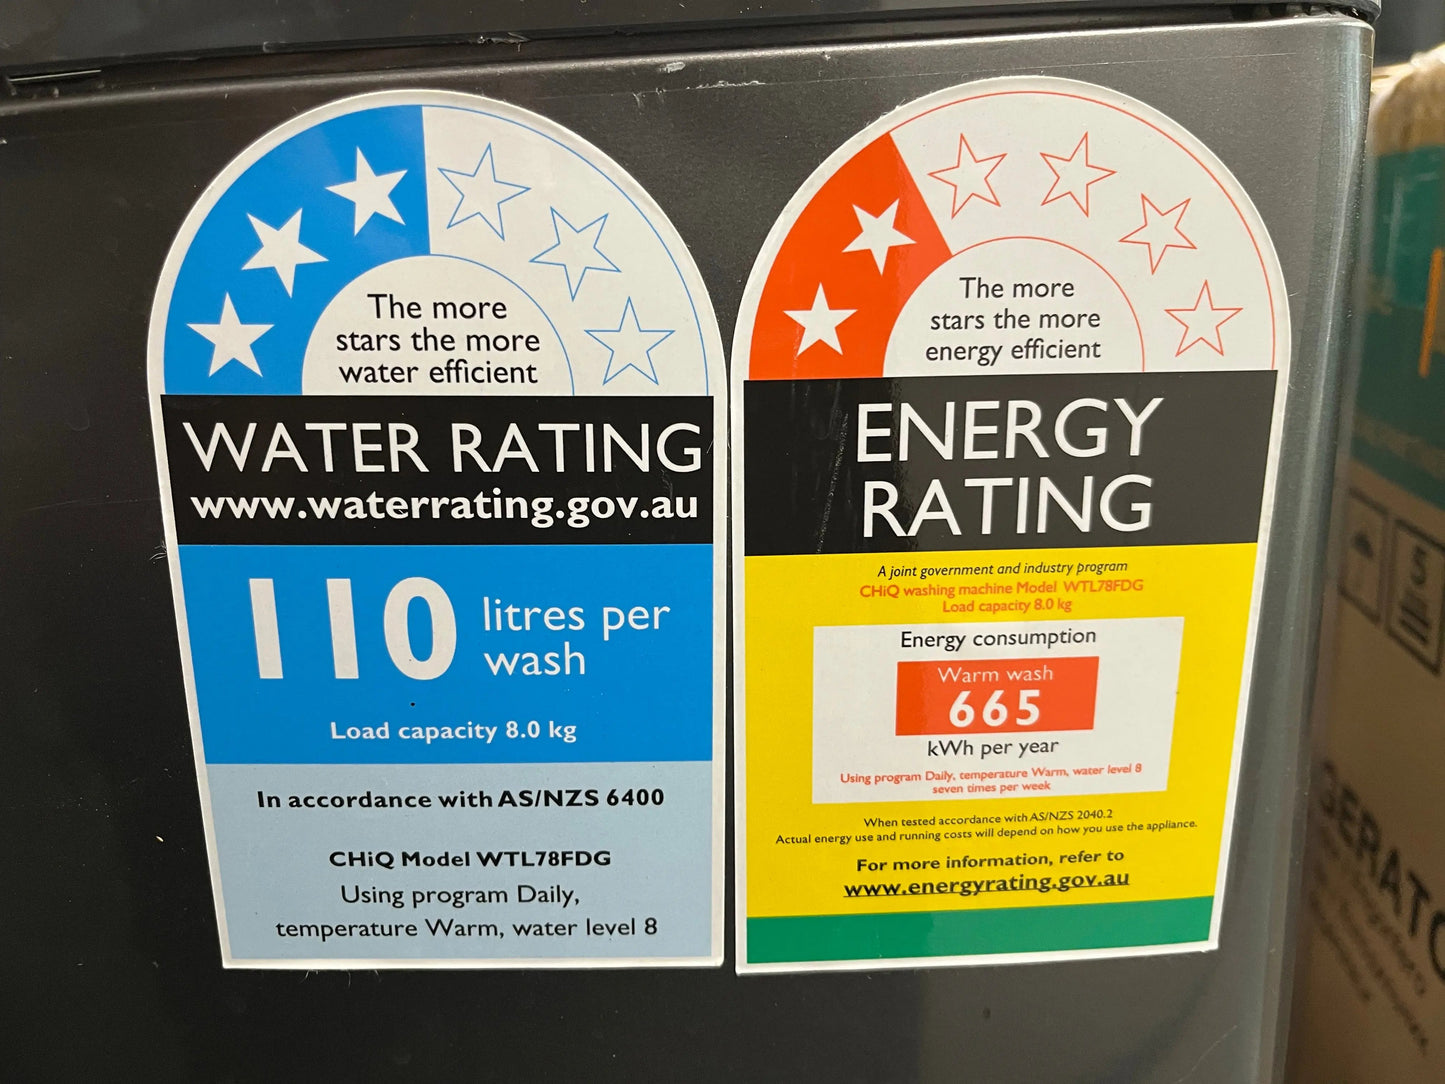 The more
stars the more
water efficient
WATER RATING
www.waterrating.gov.au
110
litres per
wash
Load capacity 8.0 kg
In accordance with AS/NZS 6400
CHiQ Model WTL78FDG
Using program Daily,
temperature Warm, water level 8
The more
stars the more
energy efficient
ENERGY
RATING
A joint government and industry program
CHiQ washing machine Model WTL78FDG
Load capacity 8.0 kg
Energy consumption
Warm wash
665
kWh per year
Using program Daily, temperature Warm, water level 8
seven times per week
When tested accordance with AS/NZS 2040.2
Actual energy use and running costs will depend on how you use the appliance.
For more information, refer to
www.energyrating.gov.au
5
GERATO